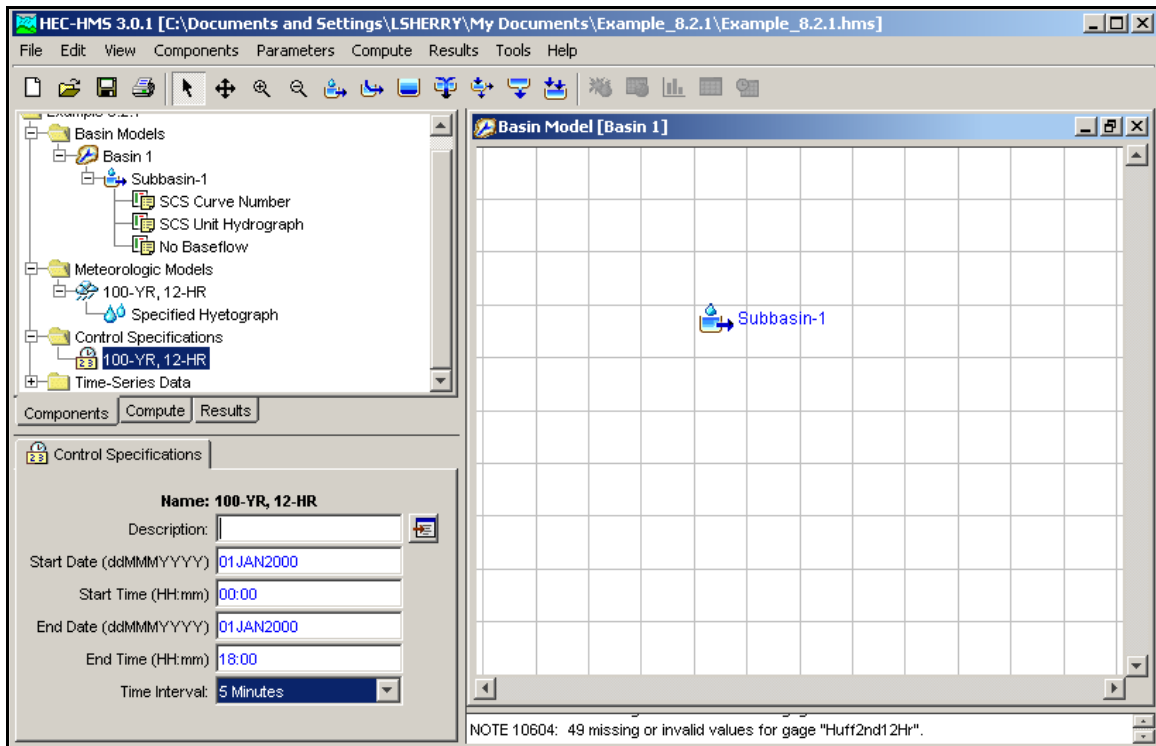 HEC-HMS 3.0.1 [C:\Documents and Settings\LSHERRY\My Documents\Example_8.2.1\Example_8.2.1.hms]
File Edit View Components Parameters Compute Results Tools Help
Example 8.2.1
Basin Models
Basin 1
Subbasin-1
SCS Curve Number
SCS Unit Hydrograph
No Baseflow
Meteorologic Models
100-YR, 12-HR
Specified Hyetograph
Control Specifications
100-YR, 12-HR
Time-Series Data
Components Compute Results
Control Specifications
Name: 100-YR, 12-HR
Description:
Start Date (ddMMMYYYY) 01JAN2000
Start Time (HH:mm) 00:00
End Date (ddMMMYYYY) 01JAN2000
End Time (HH:mm) 18:00
Time Interval: 5 Minutes
Basin Model [Basin 1]
Subbasin-1
NOTE 10604: 49 missing or invalid values for gage "Huff2nd12Hr".